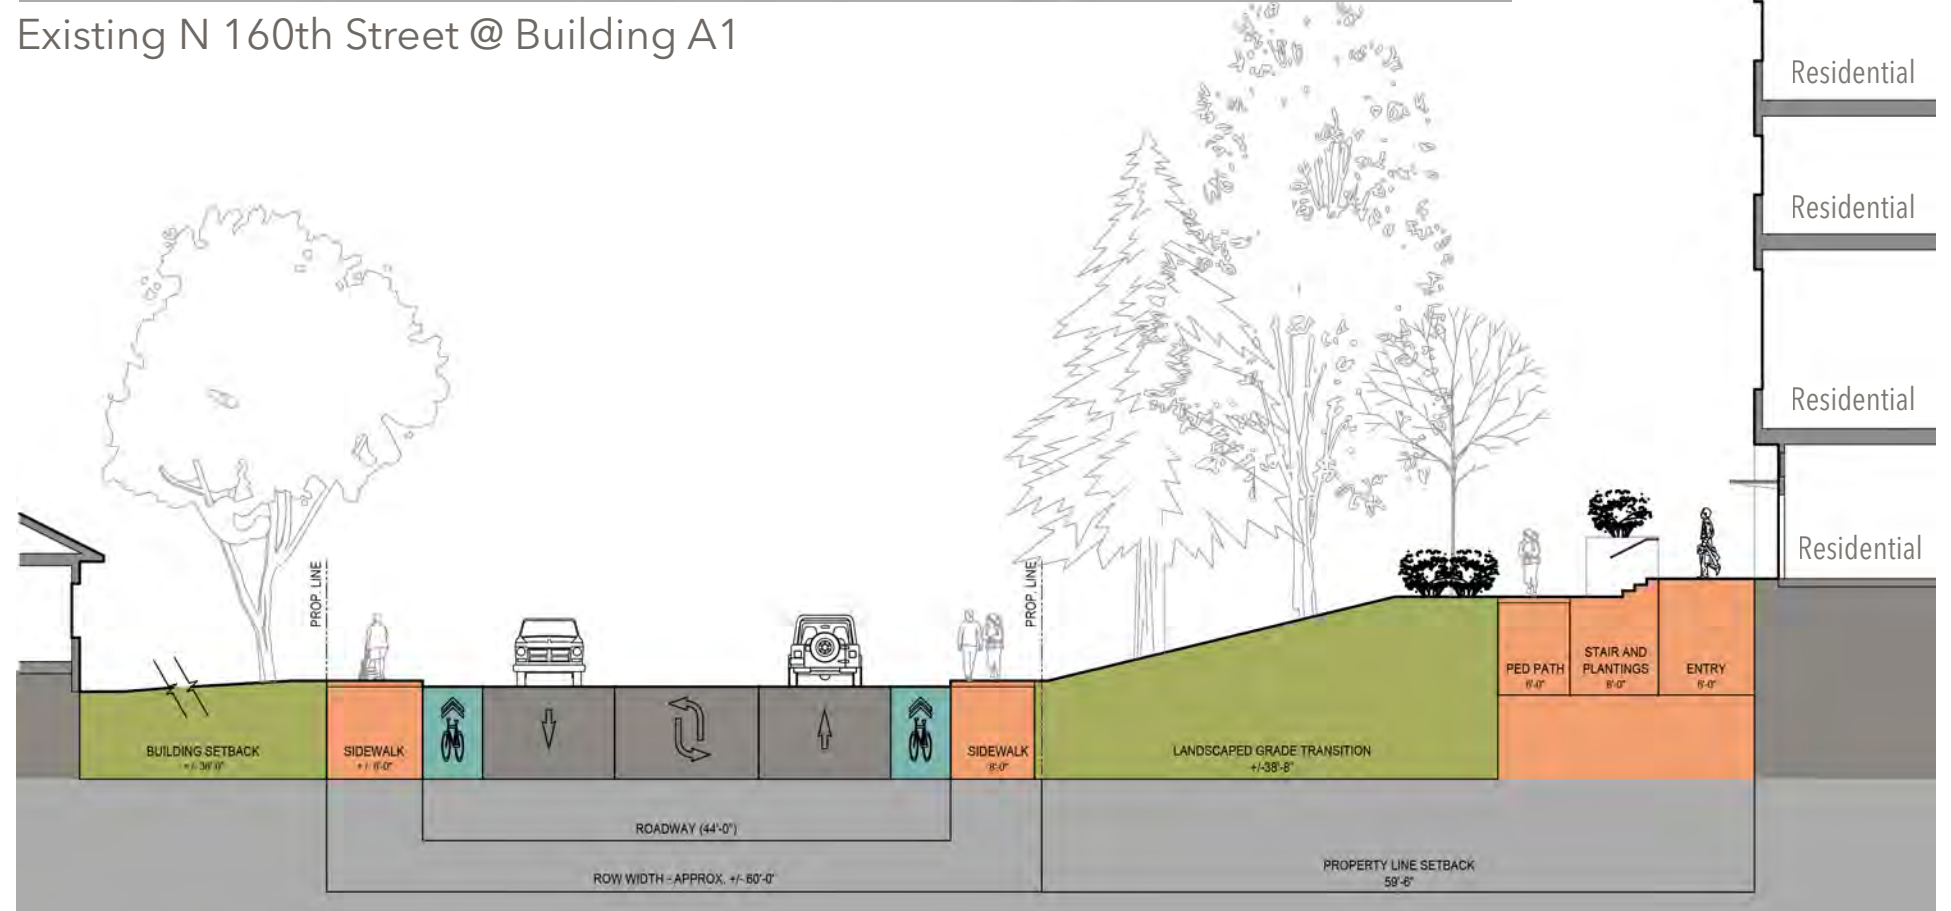 Existing N 160th Street @ Building A1
Residential
Residential
Residential
Residential
PROP. LINE
PROP. LINE
PED PATH
STAIR AND
PLANTINGS
ENTRY
BUILDING SETBACK
SIDEWALK
SIDEWALK
LANDSCAPED GRADE TRANSITION
+/-38'-8"
ROADWAY (44'-0")
ROW WIDTH - APPROX. +/- 60'-0"
PROPERTY LINE SETBACK
59'-6"